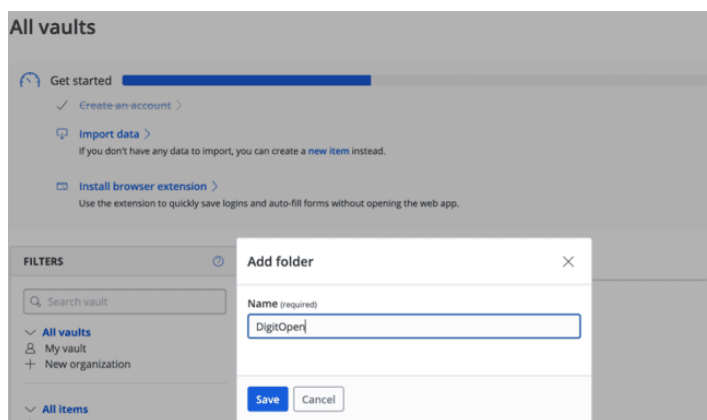 All vaults
Get started
Create an account
Import data
If you don't have any data to import, you can create a new item instead.
Install browser extension
Use the extension to quickly save logins and auto-fill forms without opening the web app.
FILTERS
Search vault
All vaults
My vault
New organization
All items
Add folder
Name (required)
DigitOpen
Save Cancel